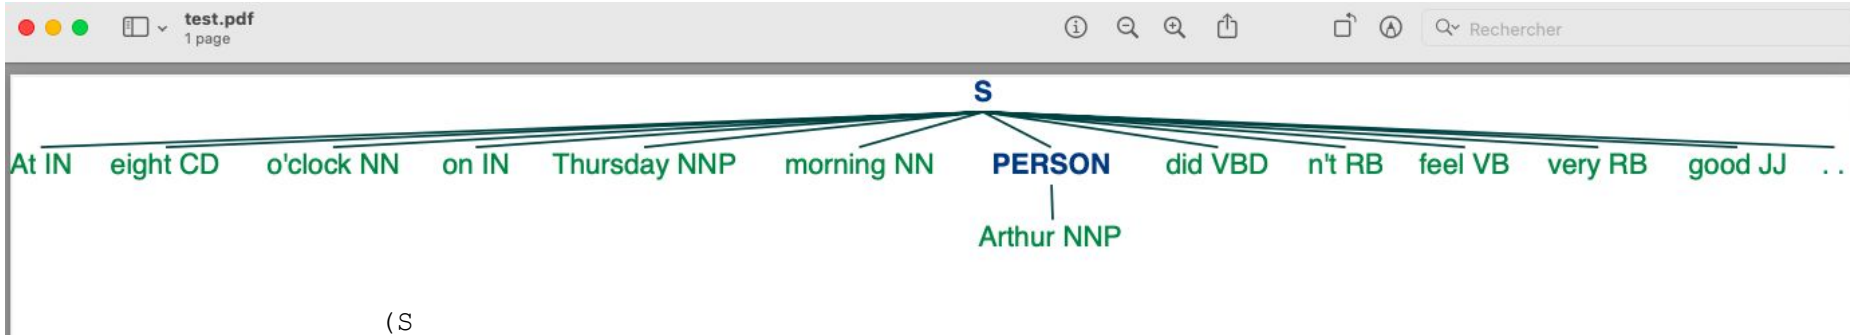 test.pdf
1 page
Rechercher
S
At IN eight CD o'clock NN on IN Thursday NNP morning NN PERSON did VBD n't RB feel VB very RB good JJ . .
Arthur NNP
(S